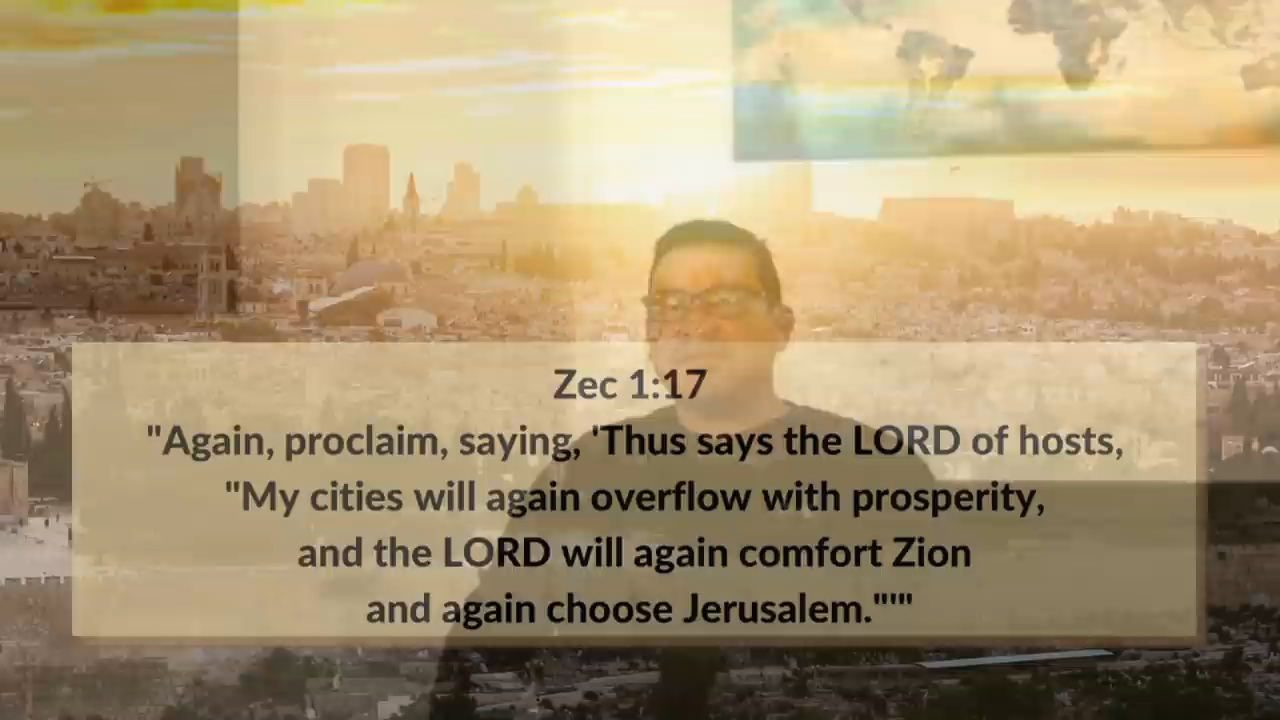 Zec 1:17
"Again, proclaim, saying, 'Thus says the LORD of hosts,
"My cities will again overflow with prosperity,
and the LORD will again comfort Zion
and again choose Jerusalem."'"